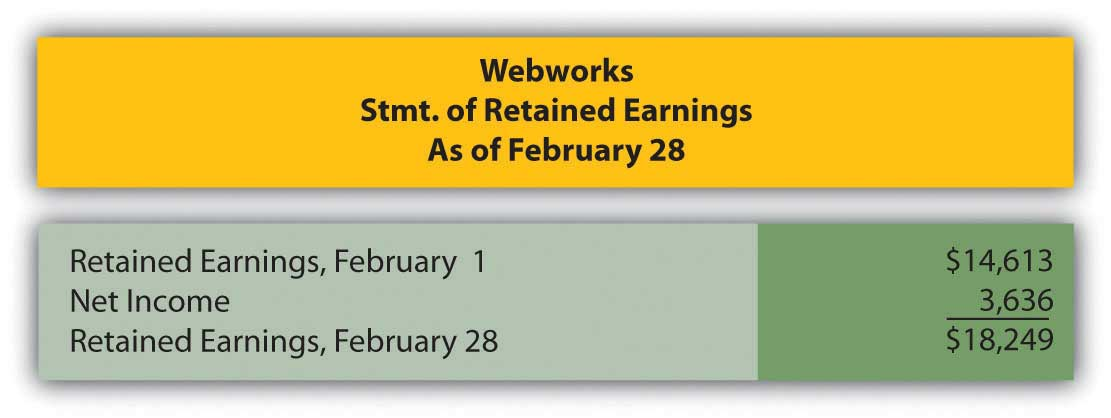 Webworks
Stmt. of Retained Earnings
As of February 28
Retained Earnings, February 1 $14,613
Net Income 3,636
Retained Earnings, February 28 $18,249